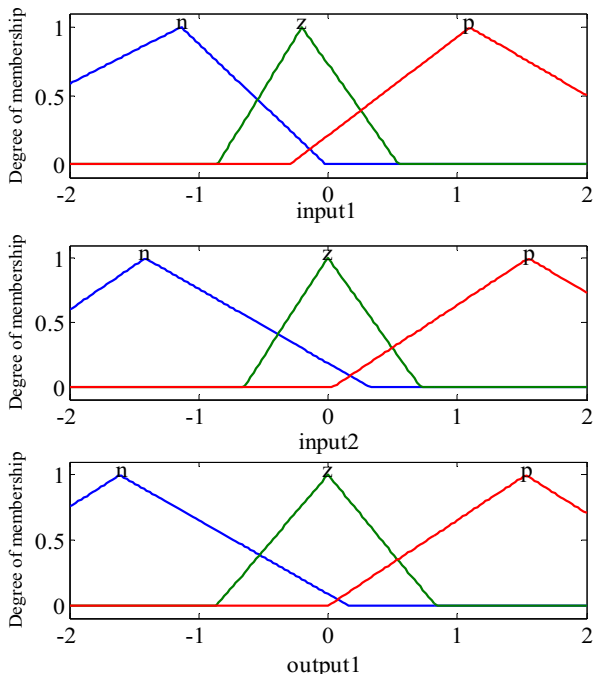 n z p
1
0.5
0
Degree of membership
-2 -1 0 1 2
input1
n z p
1
0.5
0
Degree of membership
-2 -1 0 1 2
input2
n z p
1
0.5
0
Degree of membership
-2 -1 0 1 2
output1